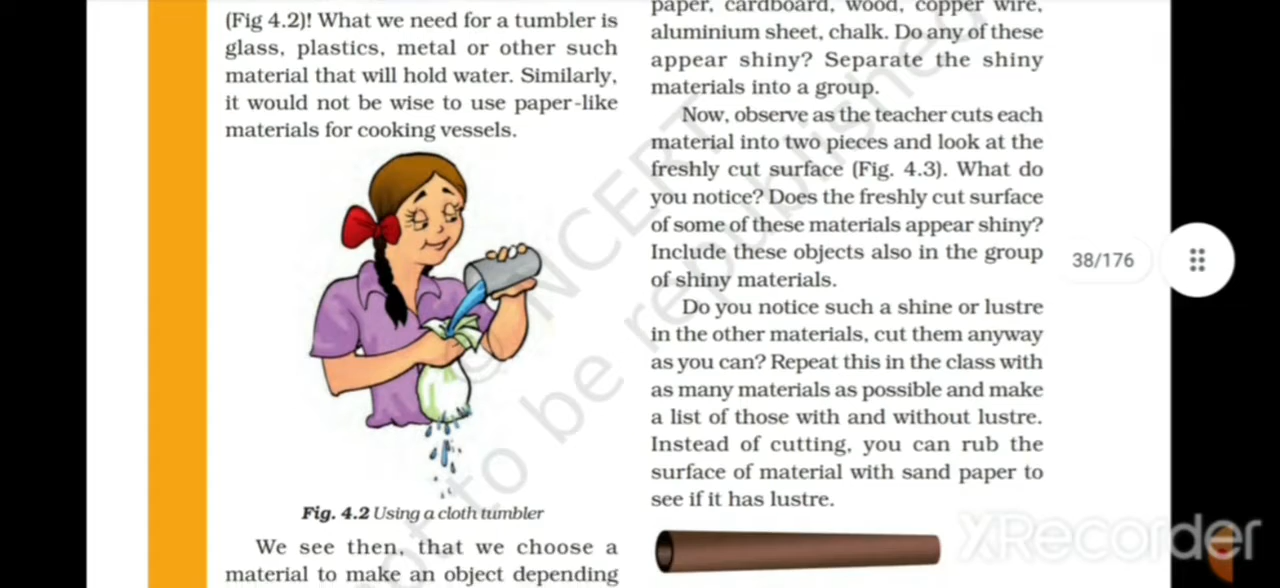 (Fig 4.2)! What we need for a tumbler is
glass, plastics, metal or other such
material that will hold water. Similarly,
it would not be wise to use paper-like
materials for cooking vessels.
Fig. 4.2 Using a cloth tumbler
We see then, that we choose a
material to make an object depending
paper, cardboard, wood, copper wire,
aluminium sheet, chalk. Do any of these
appear shiny? Separate the shiny
materials into a group.
Now, observe as the teacher cuts each
material into two pieces and look at the
freshly cut surface (Fig. 4.3). What do
you notice? Does the freshly cut surface
of some of these materials appear shiny?
Include these objects also in the group
of shiny materials.
Do you notice such a shine or lustre
in the other materials, cut them anyway
as you can? Repeat this in the class with
as many materials as possible and make
a list of those with and without lustre.
Instead of cutting, you can rub the
surface of material with sand paper to
see if it has lustre.
38/176
© NCERT
not to be republished
XRecorder